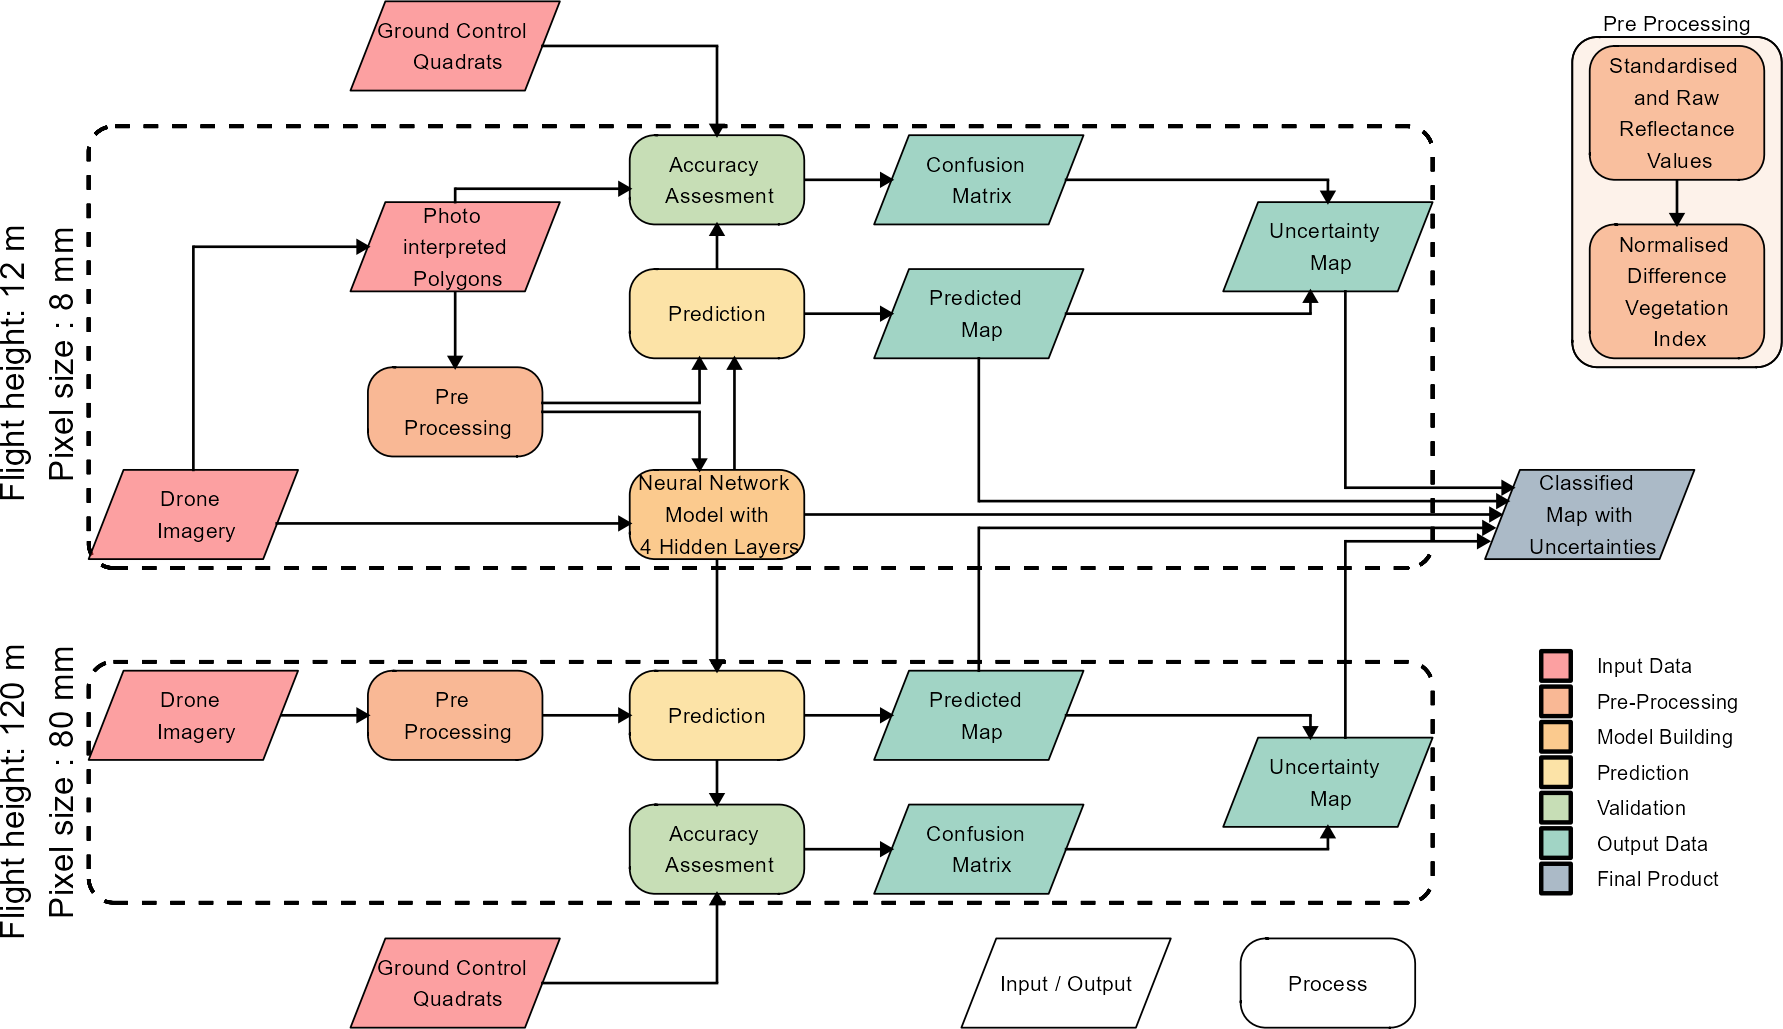 Ground Control
Quadrats
Pre Processing
Standardised
and Raw
Reflectance
Values
Normalised
Difference
Vegetation
Index
Flight height: 12 m
Pixel size : 8 mm
Accuracy
Assesment
Confusion
Matrix
Photo
interpreted
Polygons
Uncertainty
Map
Prediction
Predicted
Map
Pre
Processing
Drone
Imagery
Neural Network
Model with
4 Hidden Layers
Classified
Map with
Uncertainties
Flight height: 120 m
Pixel size : 80 mm
Drone
Imagery
Pre
Processing
Prediction
Predicted
Map
Uncertainty
Map
Accuracy
Assesment
Confusion
Matrix
Ground Control
Quadrats
Input Data
Pre-Processing
Model Building
Prediction
Validation
Output Data
Final Product
Input / Output
Process